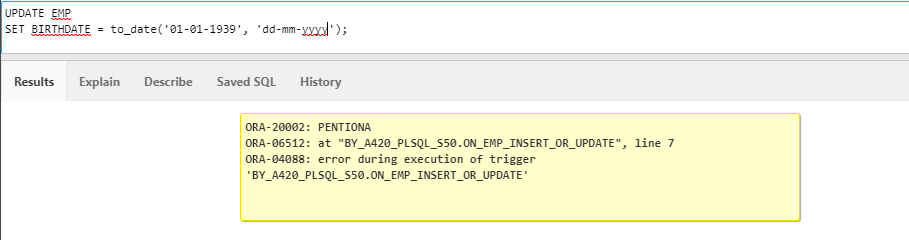 UPDATE EMP
SET BIRTHDATE = to_date('01-01-1939', 'dd-mm-yyyy');
Results Explain Describe Saved SQL History
ORA-20002: PENTIONA
ORA-06512: at "BY_A420_PLSQL_S50.ON_EMP_INSERT_OR_UPDATE", line 7
ORA-04088: error during execution of trigger
'BY_A420_PLSQL_S50.ON_EMP_INSERT_OR_UPDATE'